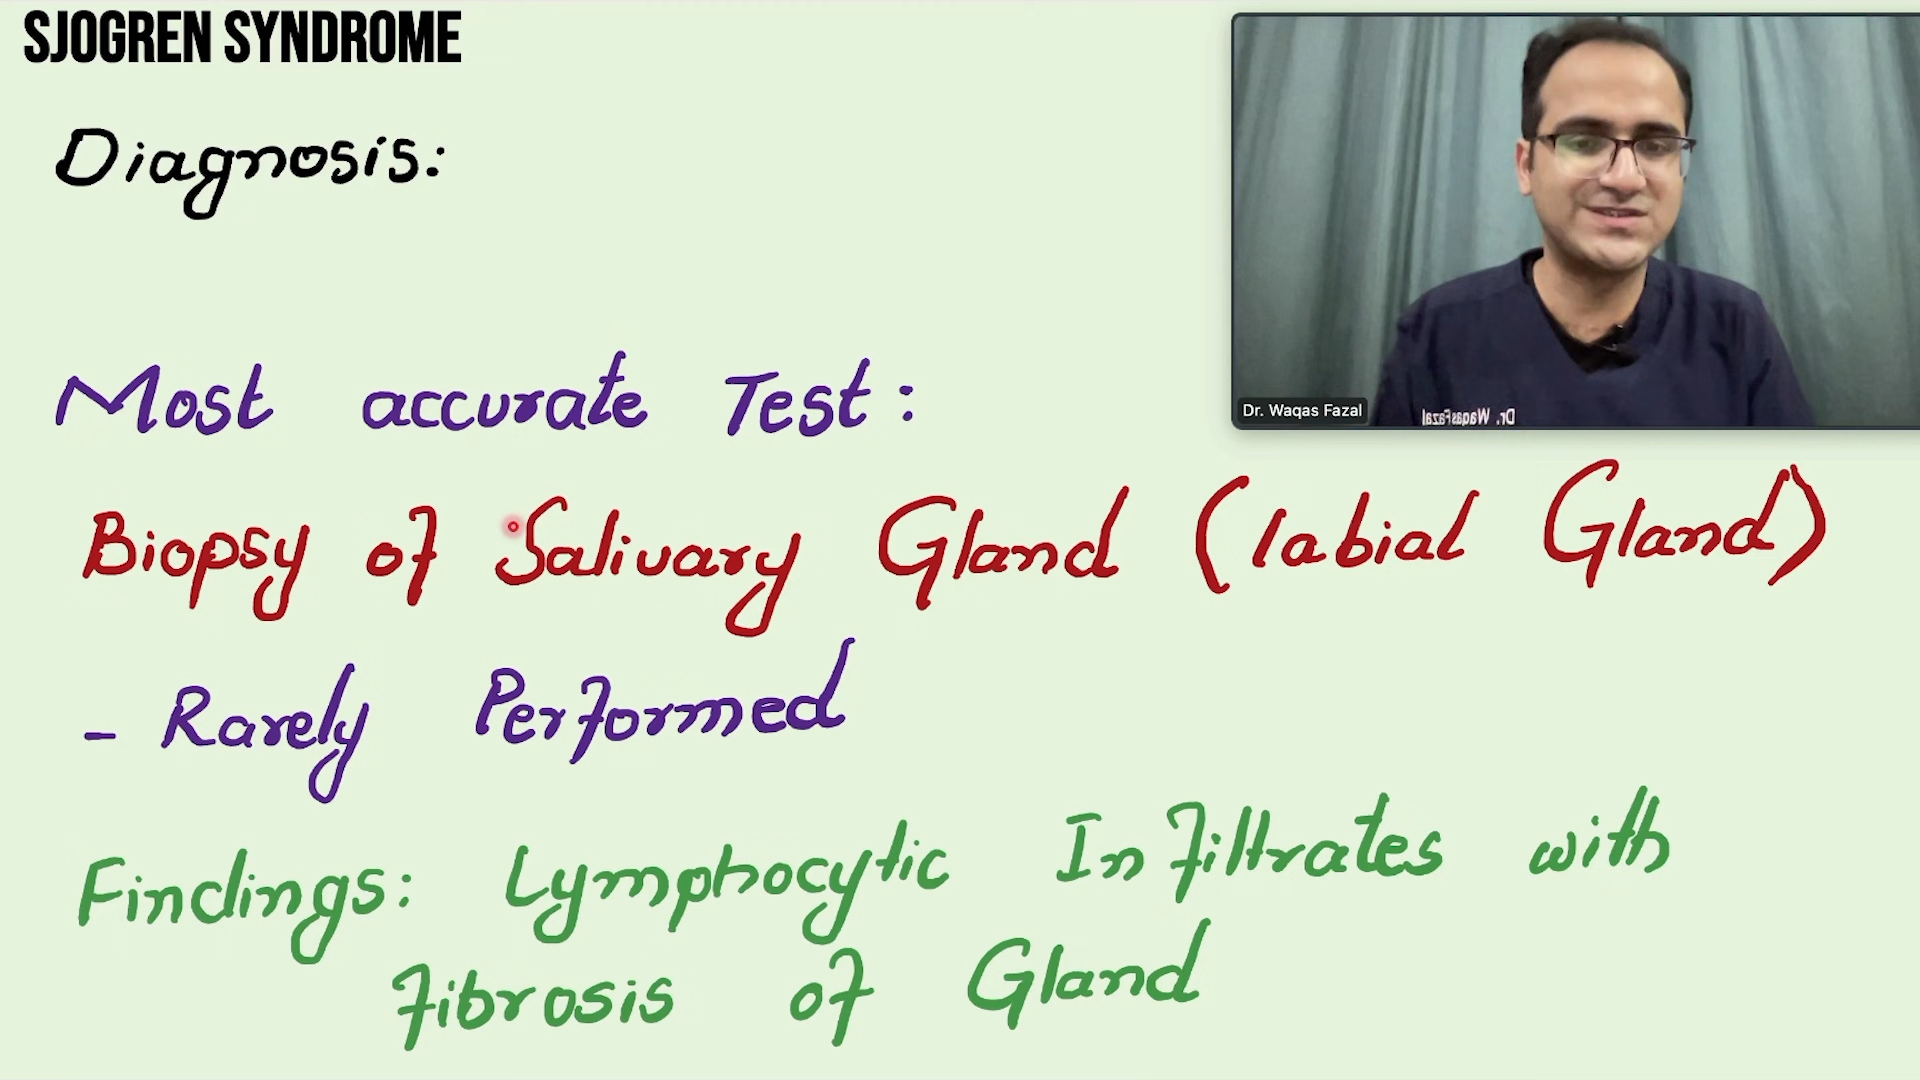 SJOGREN SYNDROME
Diagnosis:
Most accurate Test:
Biopsy of Salivary Gland (labial Gland)
- Rarely Performed
Findings: Lymphocytic Infiltrates with
fibrosis of Gland
Dr. Waqas Fazal
Dr. WaqasFazal